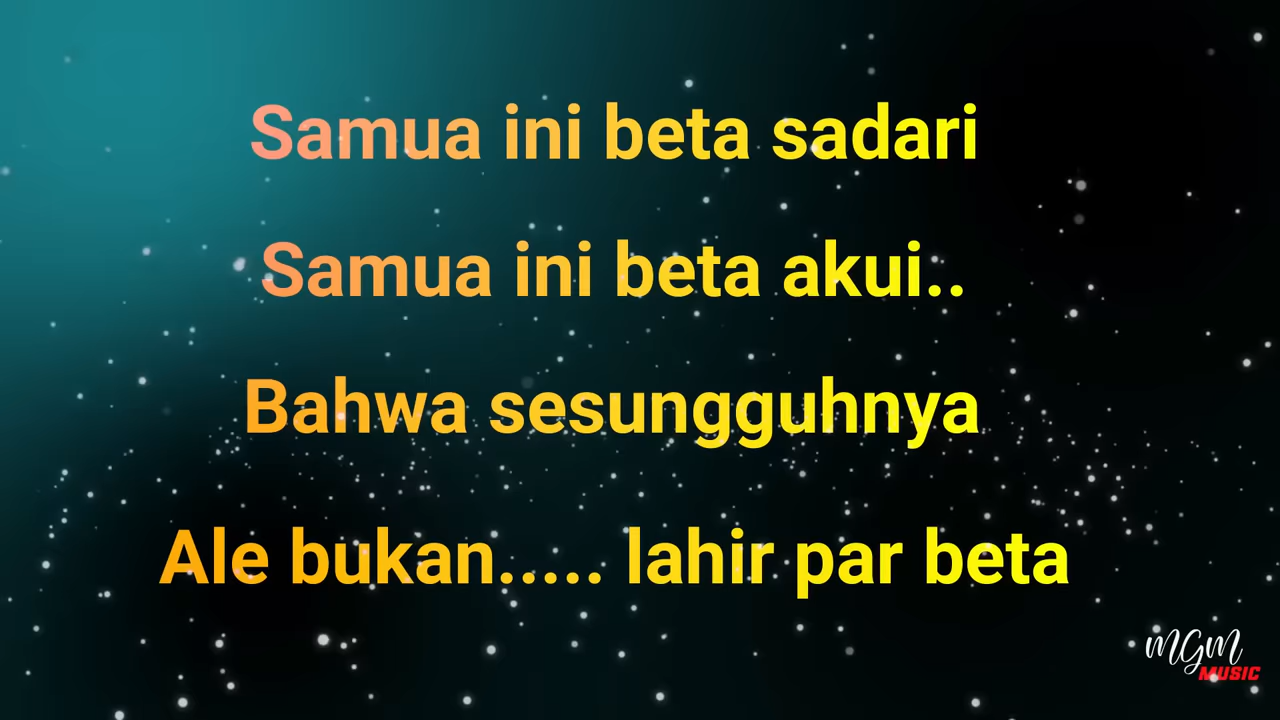 Samua ini beta sadari
Samua ini beta akui..
Bahwa sesungguhnya
Ale bukan..... lahir par beta
MGM
MUSIC